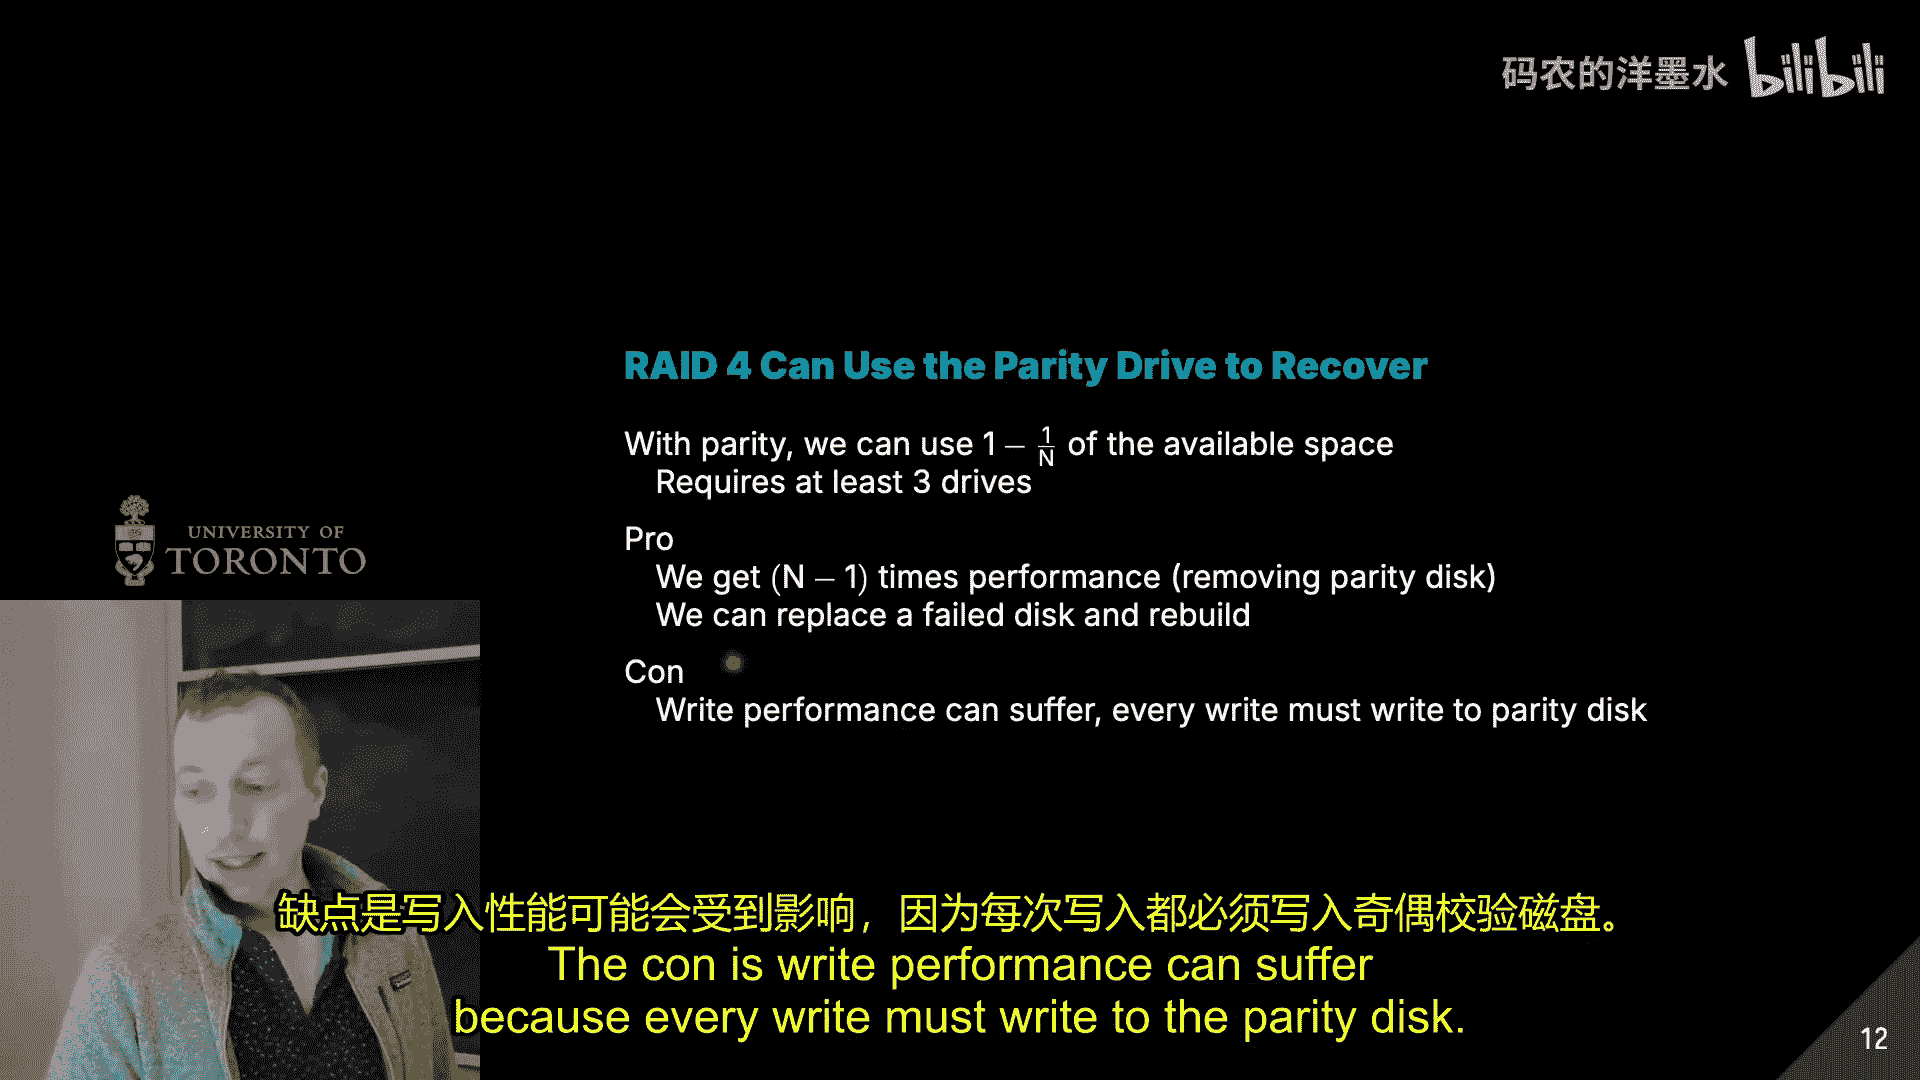 码农的洋墨水 bilibili
RAID 4 Can Use the Parity Drive to Recover
With parity, we can use 1 − 1/N of the available space
Requires at least 3 drives
Pro
We get (N − 1) times performance (removing parity disk)
We can replace a failed disk and rebuild
Con
Write performance can suffer, every write must write to parity disk
UNIVERSITY OF
TORONTO
缺点是写入性能可能会受到影响，因为每次写入都必须写入奇偶校验磁盘。
The con is write performance can suffer
because every write must write to the parity disk.
12